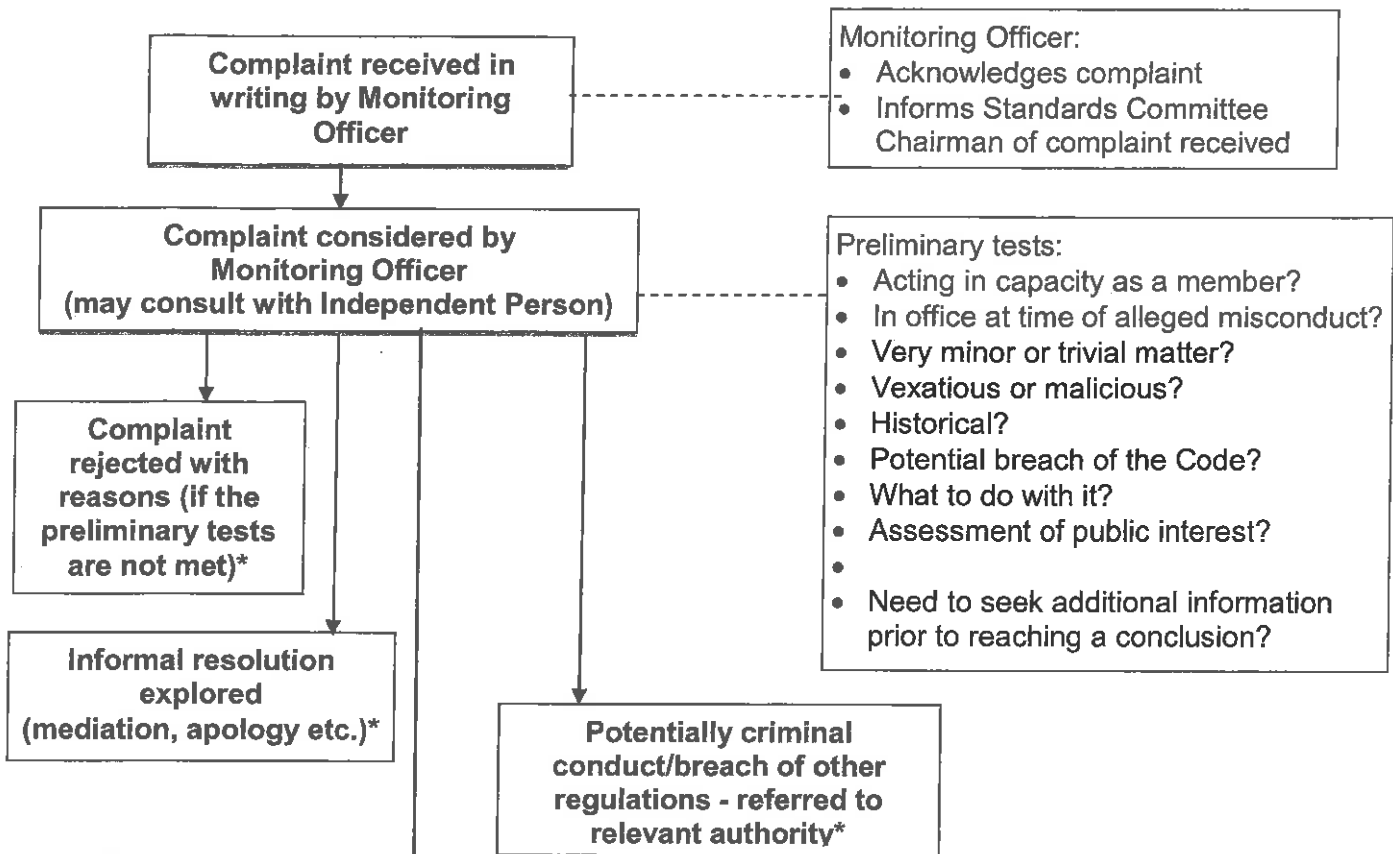 Complaint received in
writing by Monitoring
Officer
Monitoring Officer:
• Acknowledges complaint
• Informs Standards Committee
Chairman of complaint received
Complaint considered by
Monitoring Officer
(may consult with Independent Person)
Preliminary tests:
• Acting in capacity as a member?
• In office at time of alleged misconduct?
• Very minor or trivial matter?
• Vexatious or malicious?
• Historical?
• Potential breach of the Code?
• What to do with it?
• Assessment of public interest?
•
• Need to seek additional information
prior to reaching a conclusion?
Complaint
rejected with
reasons (if the
preliminary tests
are not met)*
Informal resolution
explored
(mediation, apology etc.)*
Potentially criminal
conduct/breach of other
regulations - referred to
relevant authority*